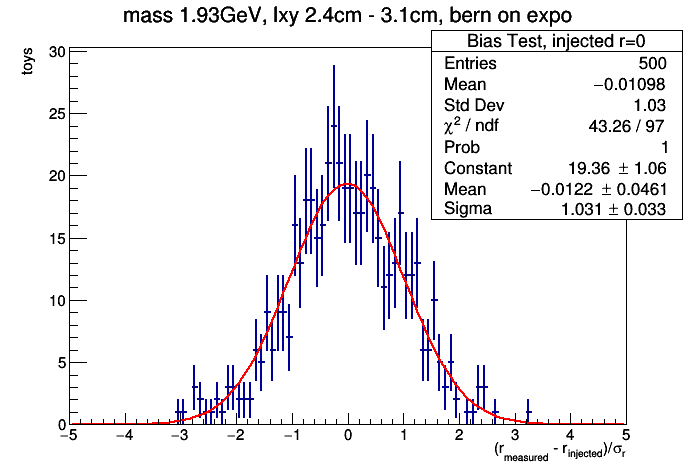 mass 1.93GeV, lxy 2.4cm - 3.1cm, bern on expo
toys
Bias Test, injected r=0
Entries 500
Mean −0.01098
Std Dev 1.03
χ² / ndf 43.26 / 97
Prob 1
Constant 19.36 ± 1.06
Mean −0.0122 ± 0.0461
Sigma 1.031 ± 0.033
30
25
20
15
10
5
0
−5 −4 −3 −2 −1 0 1 2 3 4 5
(r_measured - r_injected)/σ_r